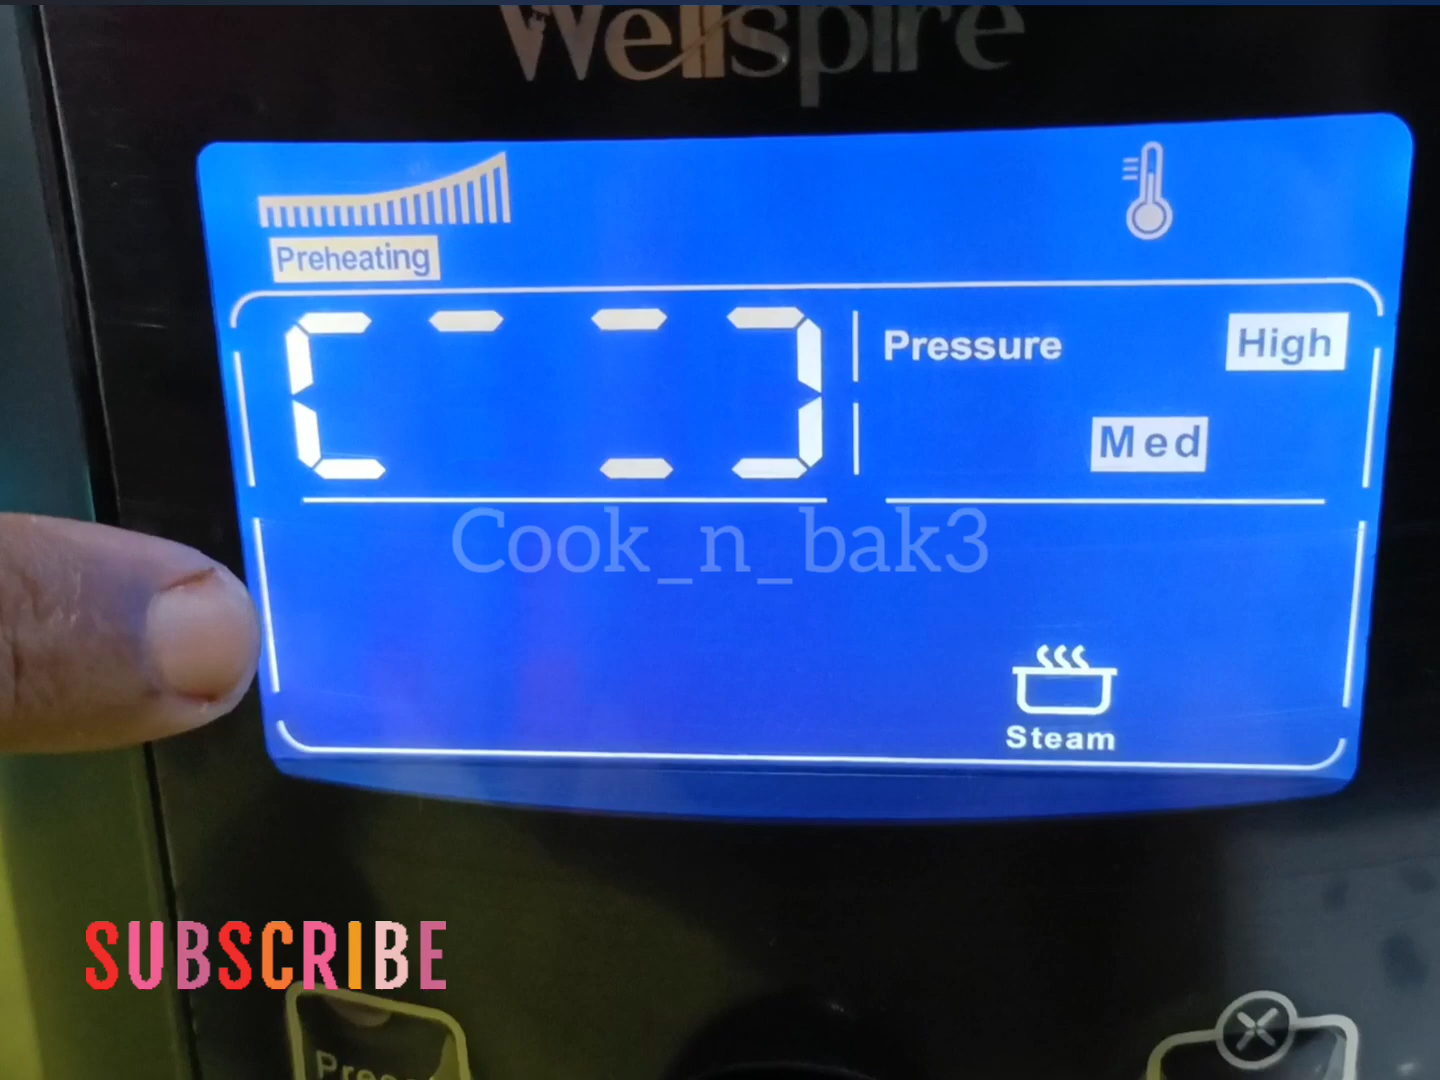 Wellspire
Preheating
Pressure High
Med
Cook_n_bak3
Steam
SUBSCRIBE